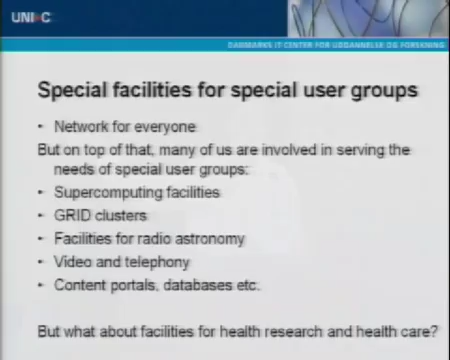 UNI•C
DANMARKS IT-CENTER FOR UDDANNELSE OG FORSKNING
Special facilities for special user groups
• Network for everyone
But on top of that, many of us are involved in serving the
needs of special user groups:
• Supercomputing facilities
• GRID clusters
• Facilities for radio astronomy
• Video and telephony
• Content portals, databases etc.
But what about facilities for health research and health care?